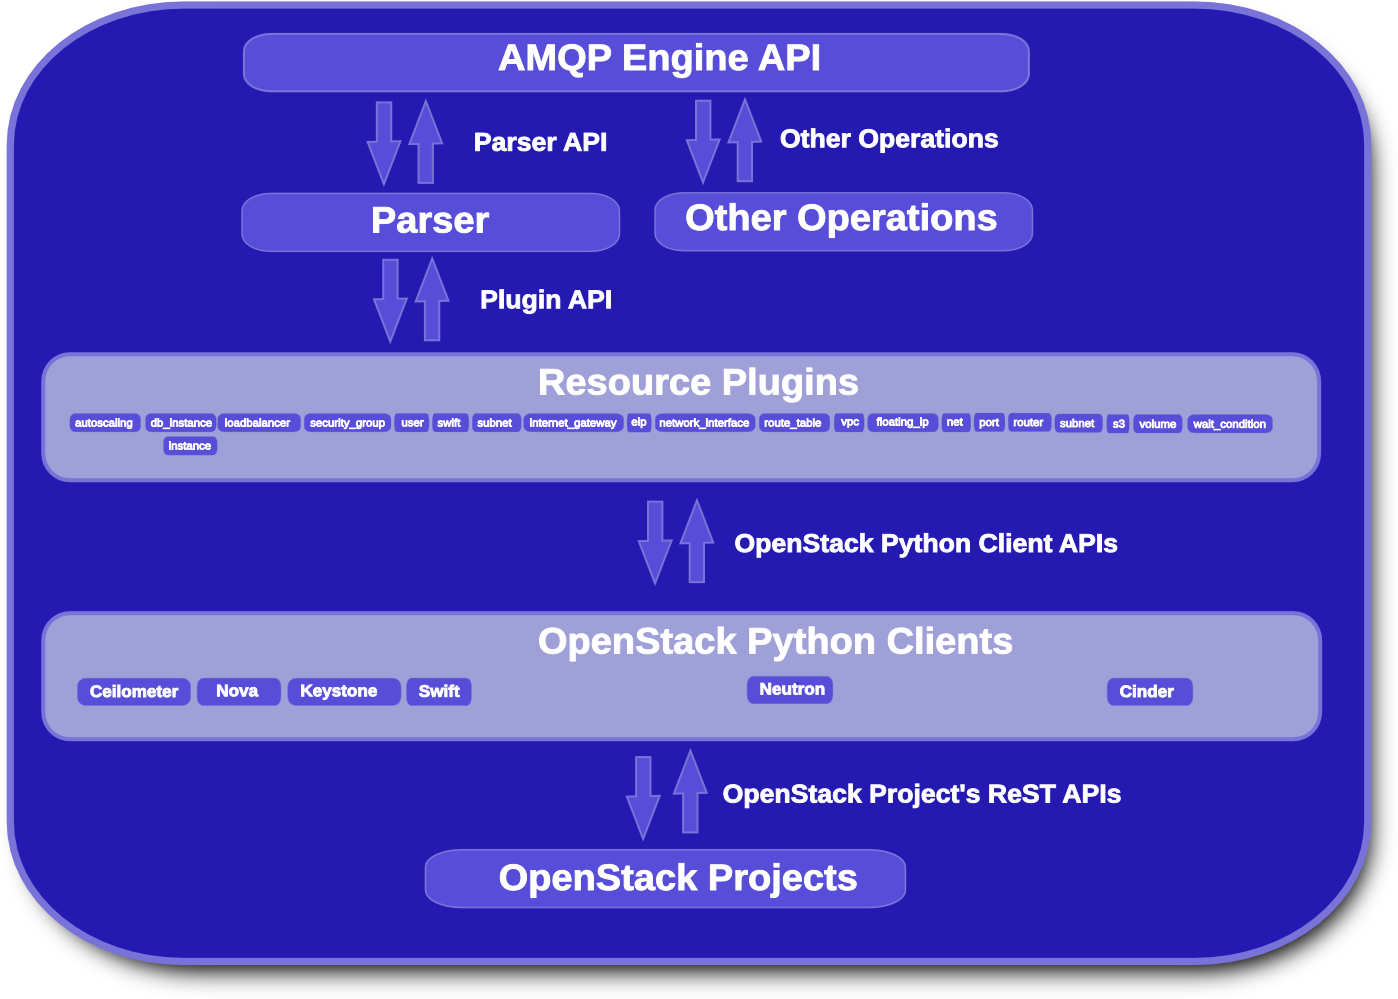 AMQP Engine API
Parser API
Other Operations
Parser
Other Operations
Plugin API
Resource Plugins
autoscaling db_instance loadbalancer security_group user swift subnet internet_gateway eip network_interface route_table vpc floating_ip net port router subnet s3 volume wait_condition
instance
OpenStack Python Client APIs
OpenStack Python Clients
Ceilometer Nova Keystone Swift Neutron Cinder
OpenStack Project's ReST APIs
OpenStack Projects